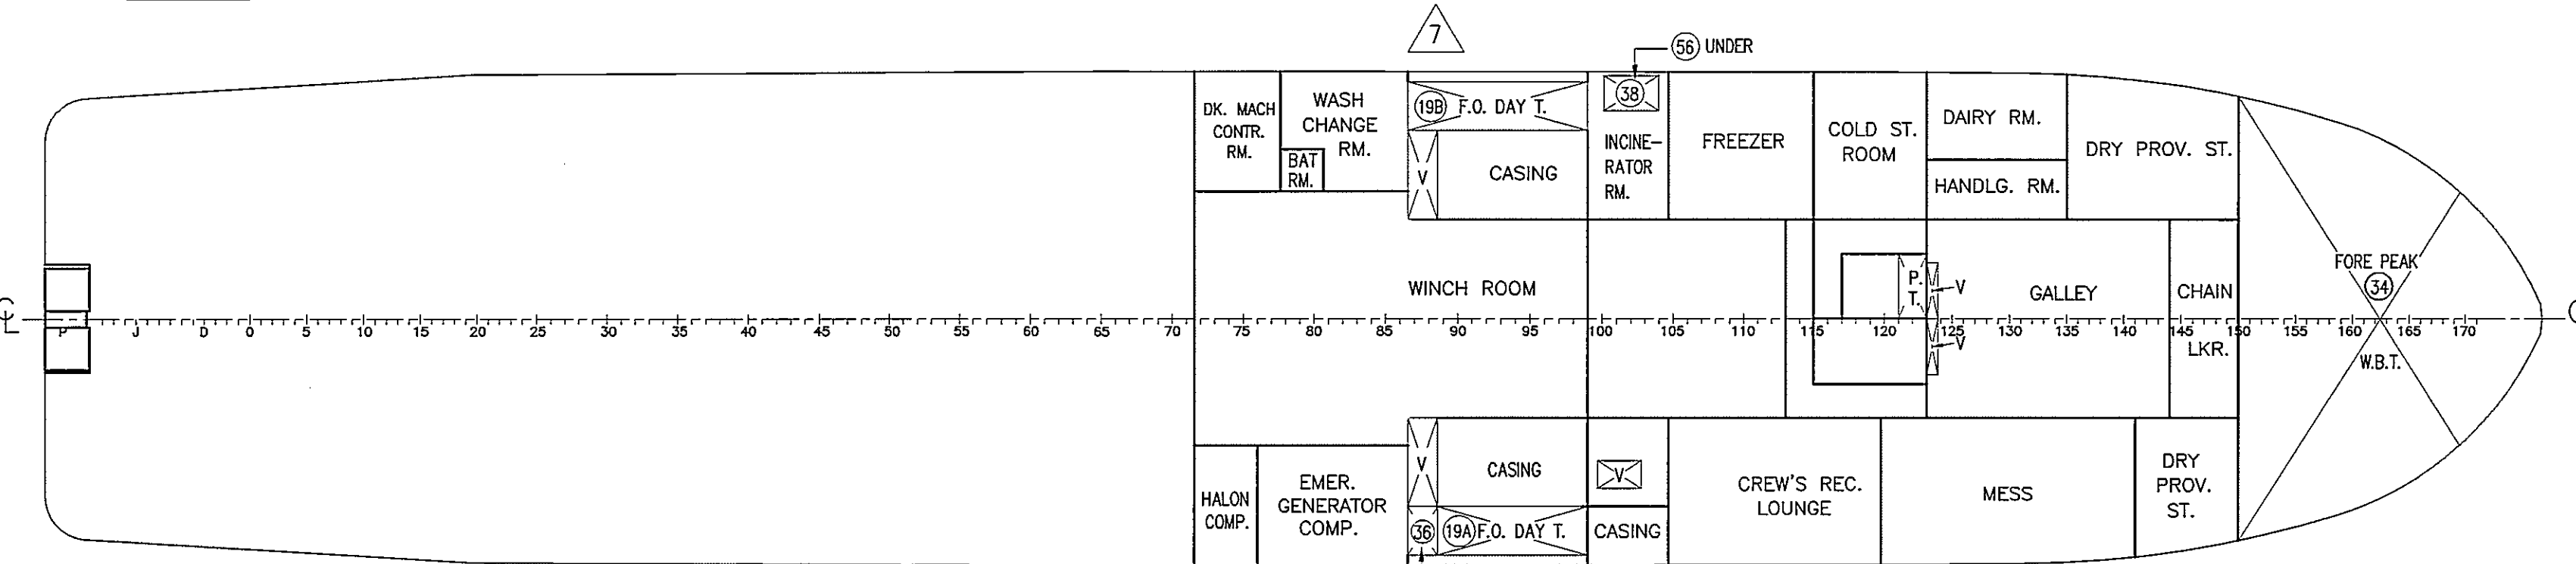 7
56 UNDER
38
DK. MACH
CONTR.
RM.
WASH
CHANGE
RM.
BAT
RM.
19B F.O. DAY T.
V
CASING
INCINE-
RATOR
RM.
FREEZER
COLD ST.
ROOM
DAIRY RM.
HANDLG. RM.
DRY PROV. ST.
WINCH ROOM
P.
T.
V
GALLEY
CHAIN
LKR.
FORE PEAK
34
W.B.T.
C
L
P J D 0 5 10 15 20 25 30 35 40 45 50 55 60 65 70 75 80 85 90 95 100 105 110 115 120 125 130 135 140 145 150 155 160 165 170
V
HALON
COMP.
EMER.
GENERATOR
COMP.
V
CASING
36
19A F.O. DAY T.
V
CASING
CREW'S REC.
LOUNGE
MESS
DRY
PROV.
ST.